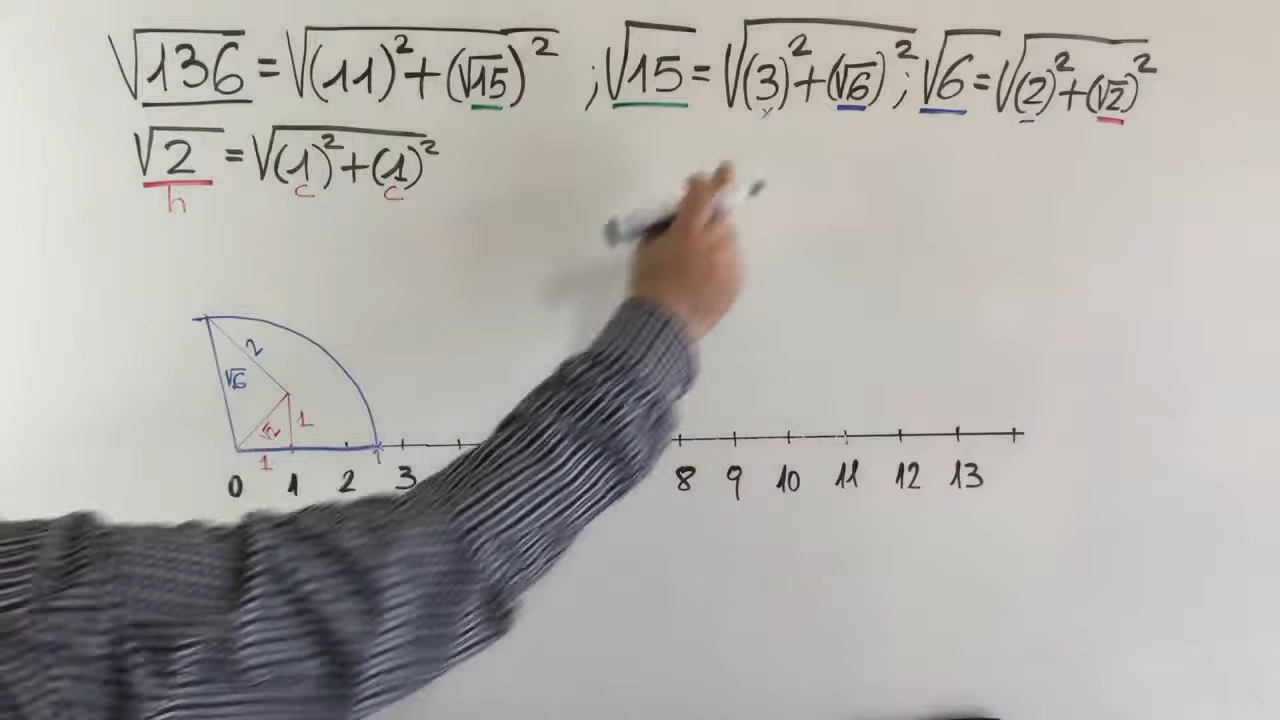 √136 = √(11)² + (√15)² ; √15 = √(3)² + (√6)² ; √6 = √(2)² + (√2)²
√2 = √(1)² + (1)²
h c c
2
√6
√2 1
1
0 1 2 3 8 9 10 11 12 13